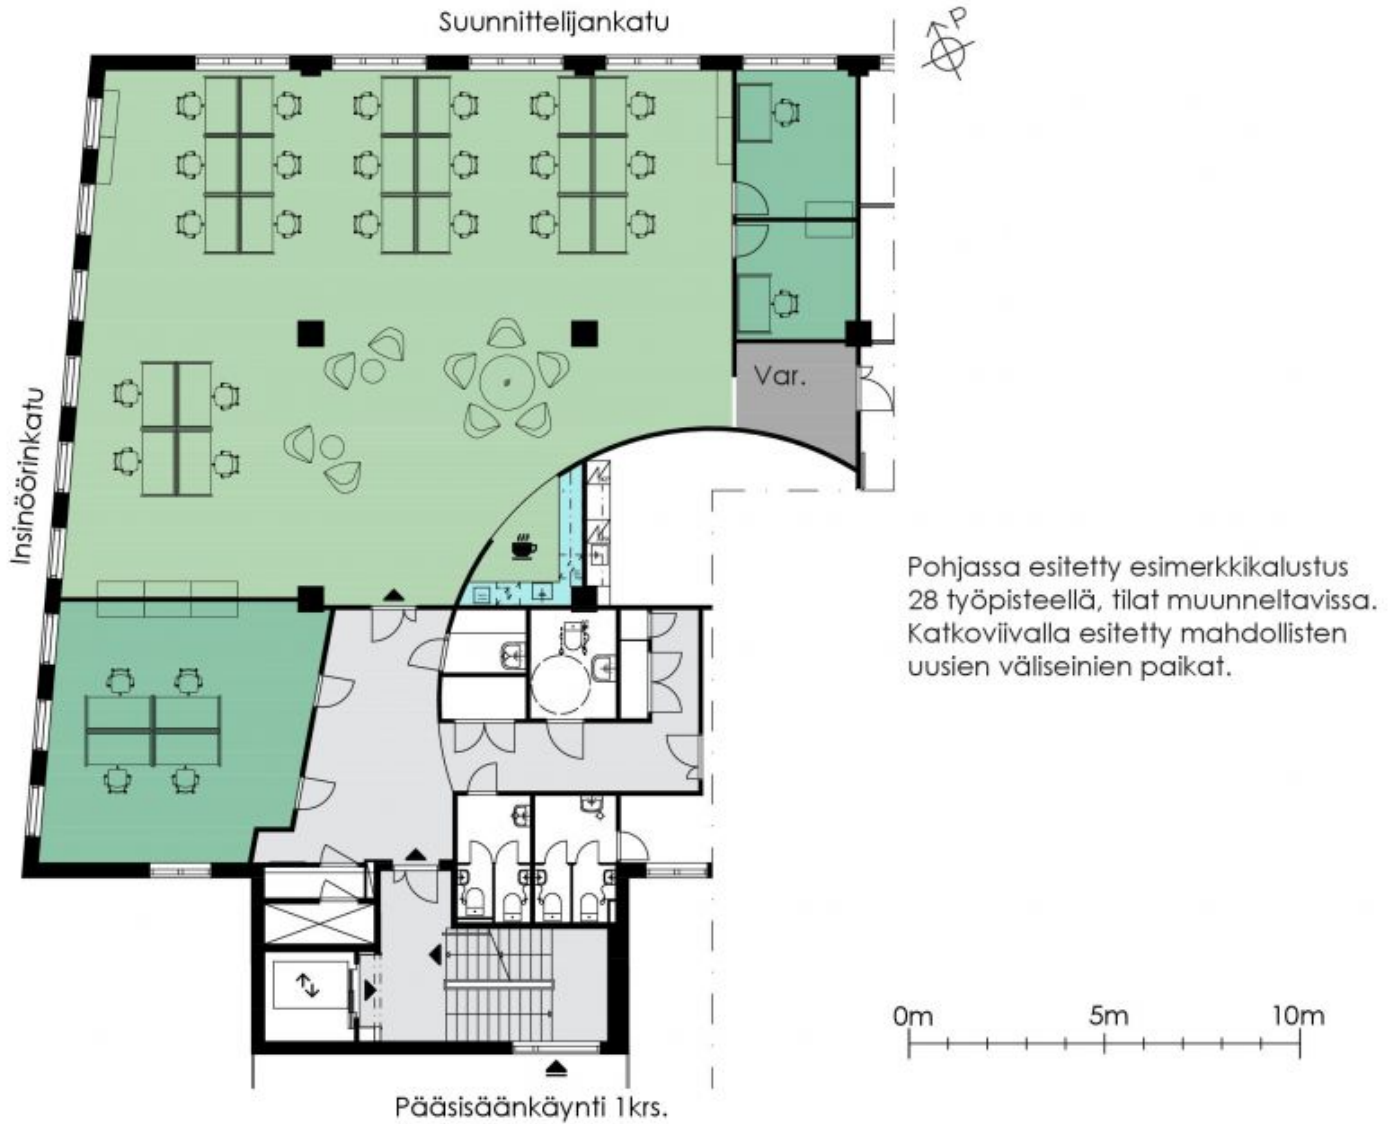 Suunnittelijankatu
P
Insinöörinkatu
Var.
Pohjassa esitetty esimerkkikalustus
28 työpisteellä, tilat muunneltavissa.
Katkoviivalla esitetty mahdollisten
uusien väliseinien paikat.
0m 5m 10m
Pääsisäänkäynti 1krs.